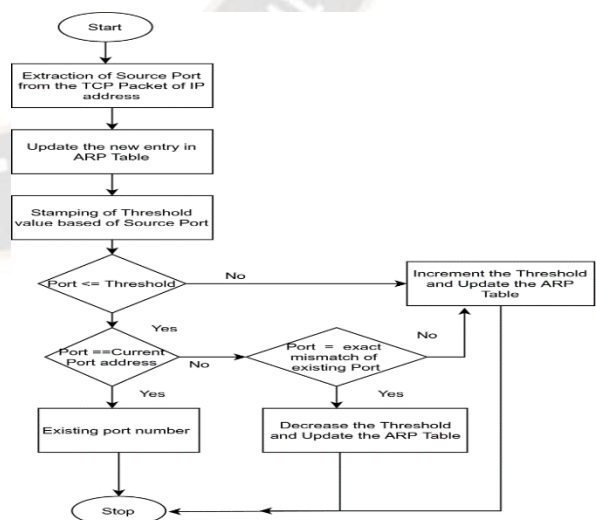 Start
Extraction of Source Port
from the TCP Packet of IP
address
Update the new entry in
ARP Table
Stamping of Threshold
value based of Source Port
Port <= Threshold
No
Increment the Threshold
and Update the ARP
Table
Yes
Port ==Current
Port address
No
Port = exact
mismatch of
existing Port
No
Yes
Yes
Existing port number
Decrease the Threshold
and Update the ARP Table
Stop